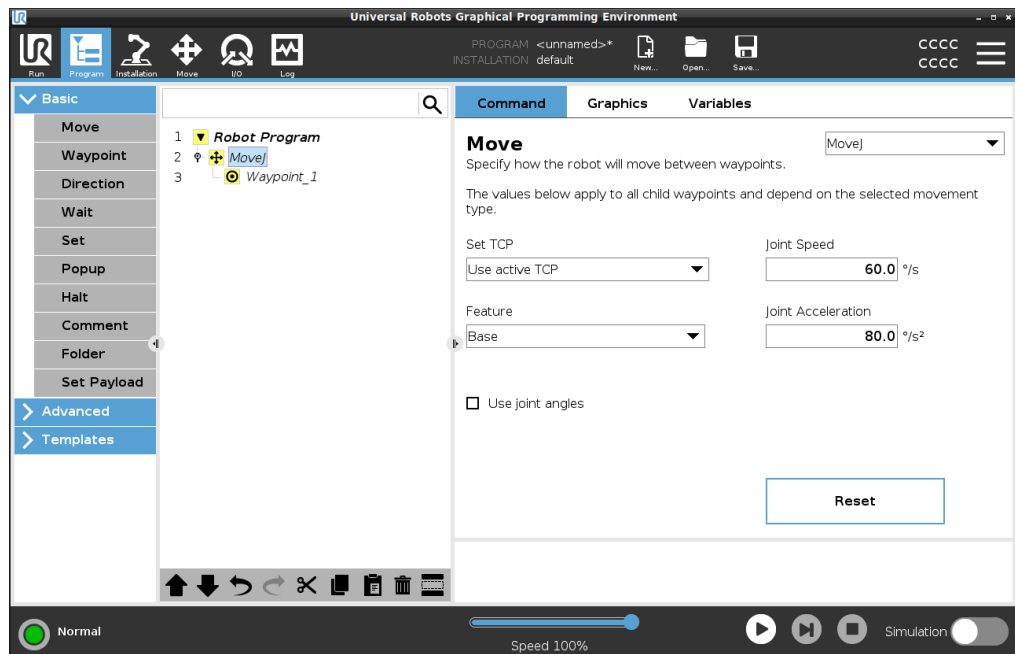 Universal Robots Graphical Programming Environment
UR
Run
Program
Installation
Move
I/O
Log
PROGRAM <unnamed>*
INSTALLATION default
New...
Open...
Save...
CCCC
CCCC
Basic
Move
Waypoint
Direction
Wait
Set
Popup
Halt
Comment
Folder
Set Payload
Advanced
Templates
1 Robot Program
2 MoveJ
3 Waypoint_1
Command Graphics Variables
Move
MoveJ
Specify how the robot will move between waypoints.
The values below apply to all child waypoints and depend on the selected movement
type.
Set TCP
Use active TCP
Joint Speed
60.0 °/s
Feature
Base
Joint Acceleration
80.0 °/s²
Use joint angles
Reset
Normal
Speed 100%
Simulation